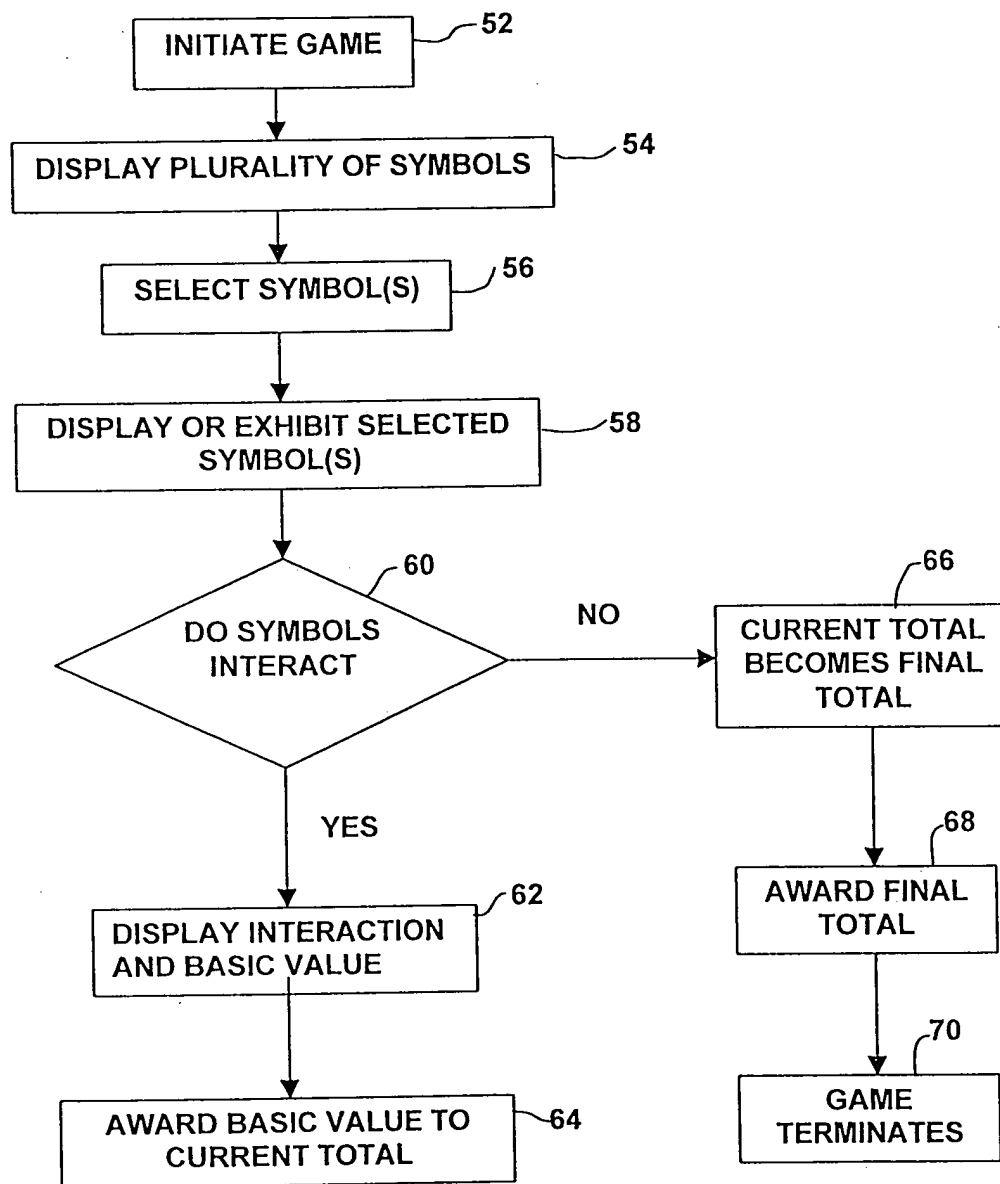 INITIATE GAME
52
DISPLAY PLURALITY OF SYMBOLS
54
SELECT SYMBOL(S)
56
DISPLAY OR EXHIBIT SELECTED
SYMBOL(S)
58
DO SYMBOLS
INTERACT
60
NO
CURRENT TOTAL
BECOMES FINAL
TOTAL
66
YES
AWARD FINAL
TOTAL
68
DISPLAY INTERACTION
AND BASIC VALUE
62
GAME
TERMINATES
70
AWARD BASIC VALUE TO
CURRENT TOTAL
64